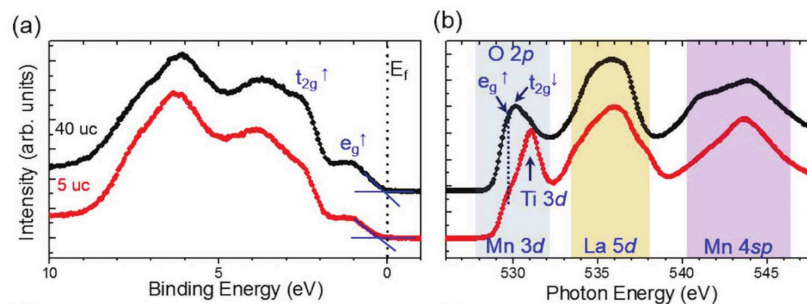 (a)
Intensity (arb. units)
40 uc
5 uc
t2g↑
eg↑
Ef
10
5
0
Binding Energy (eV)
(b)
O 2p
eg↑
t2g↓
Ti 3d
Mn 3d
La 5d
Mn 4sp
530
535
540
545
Photon Energy (eV)